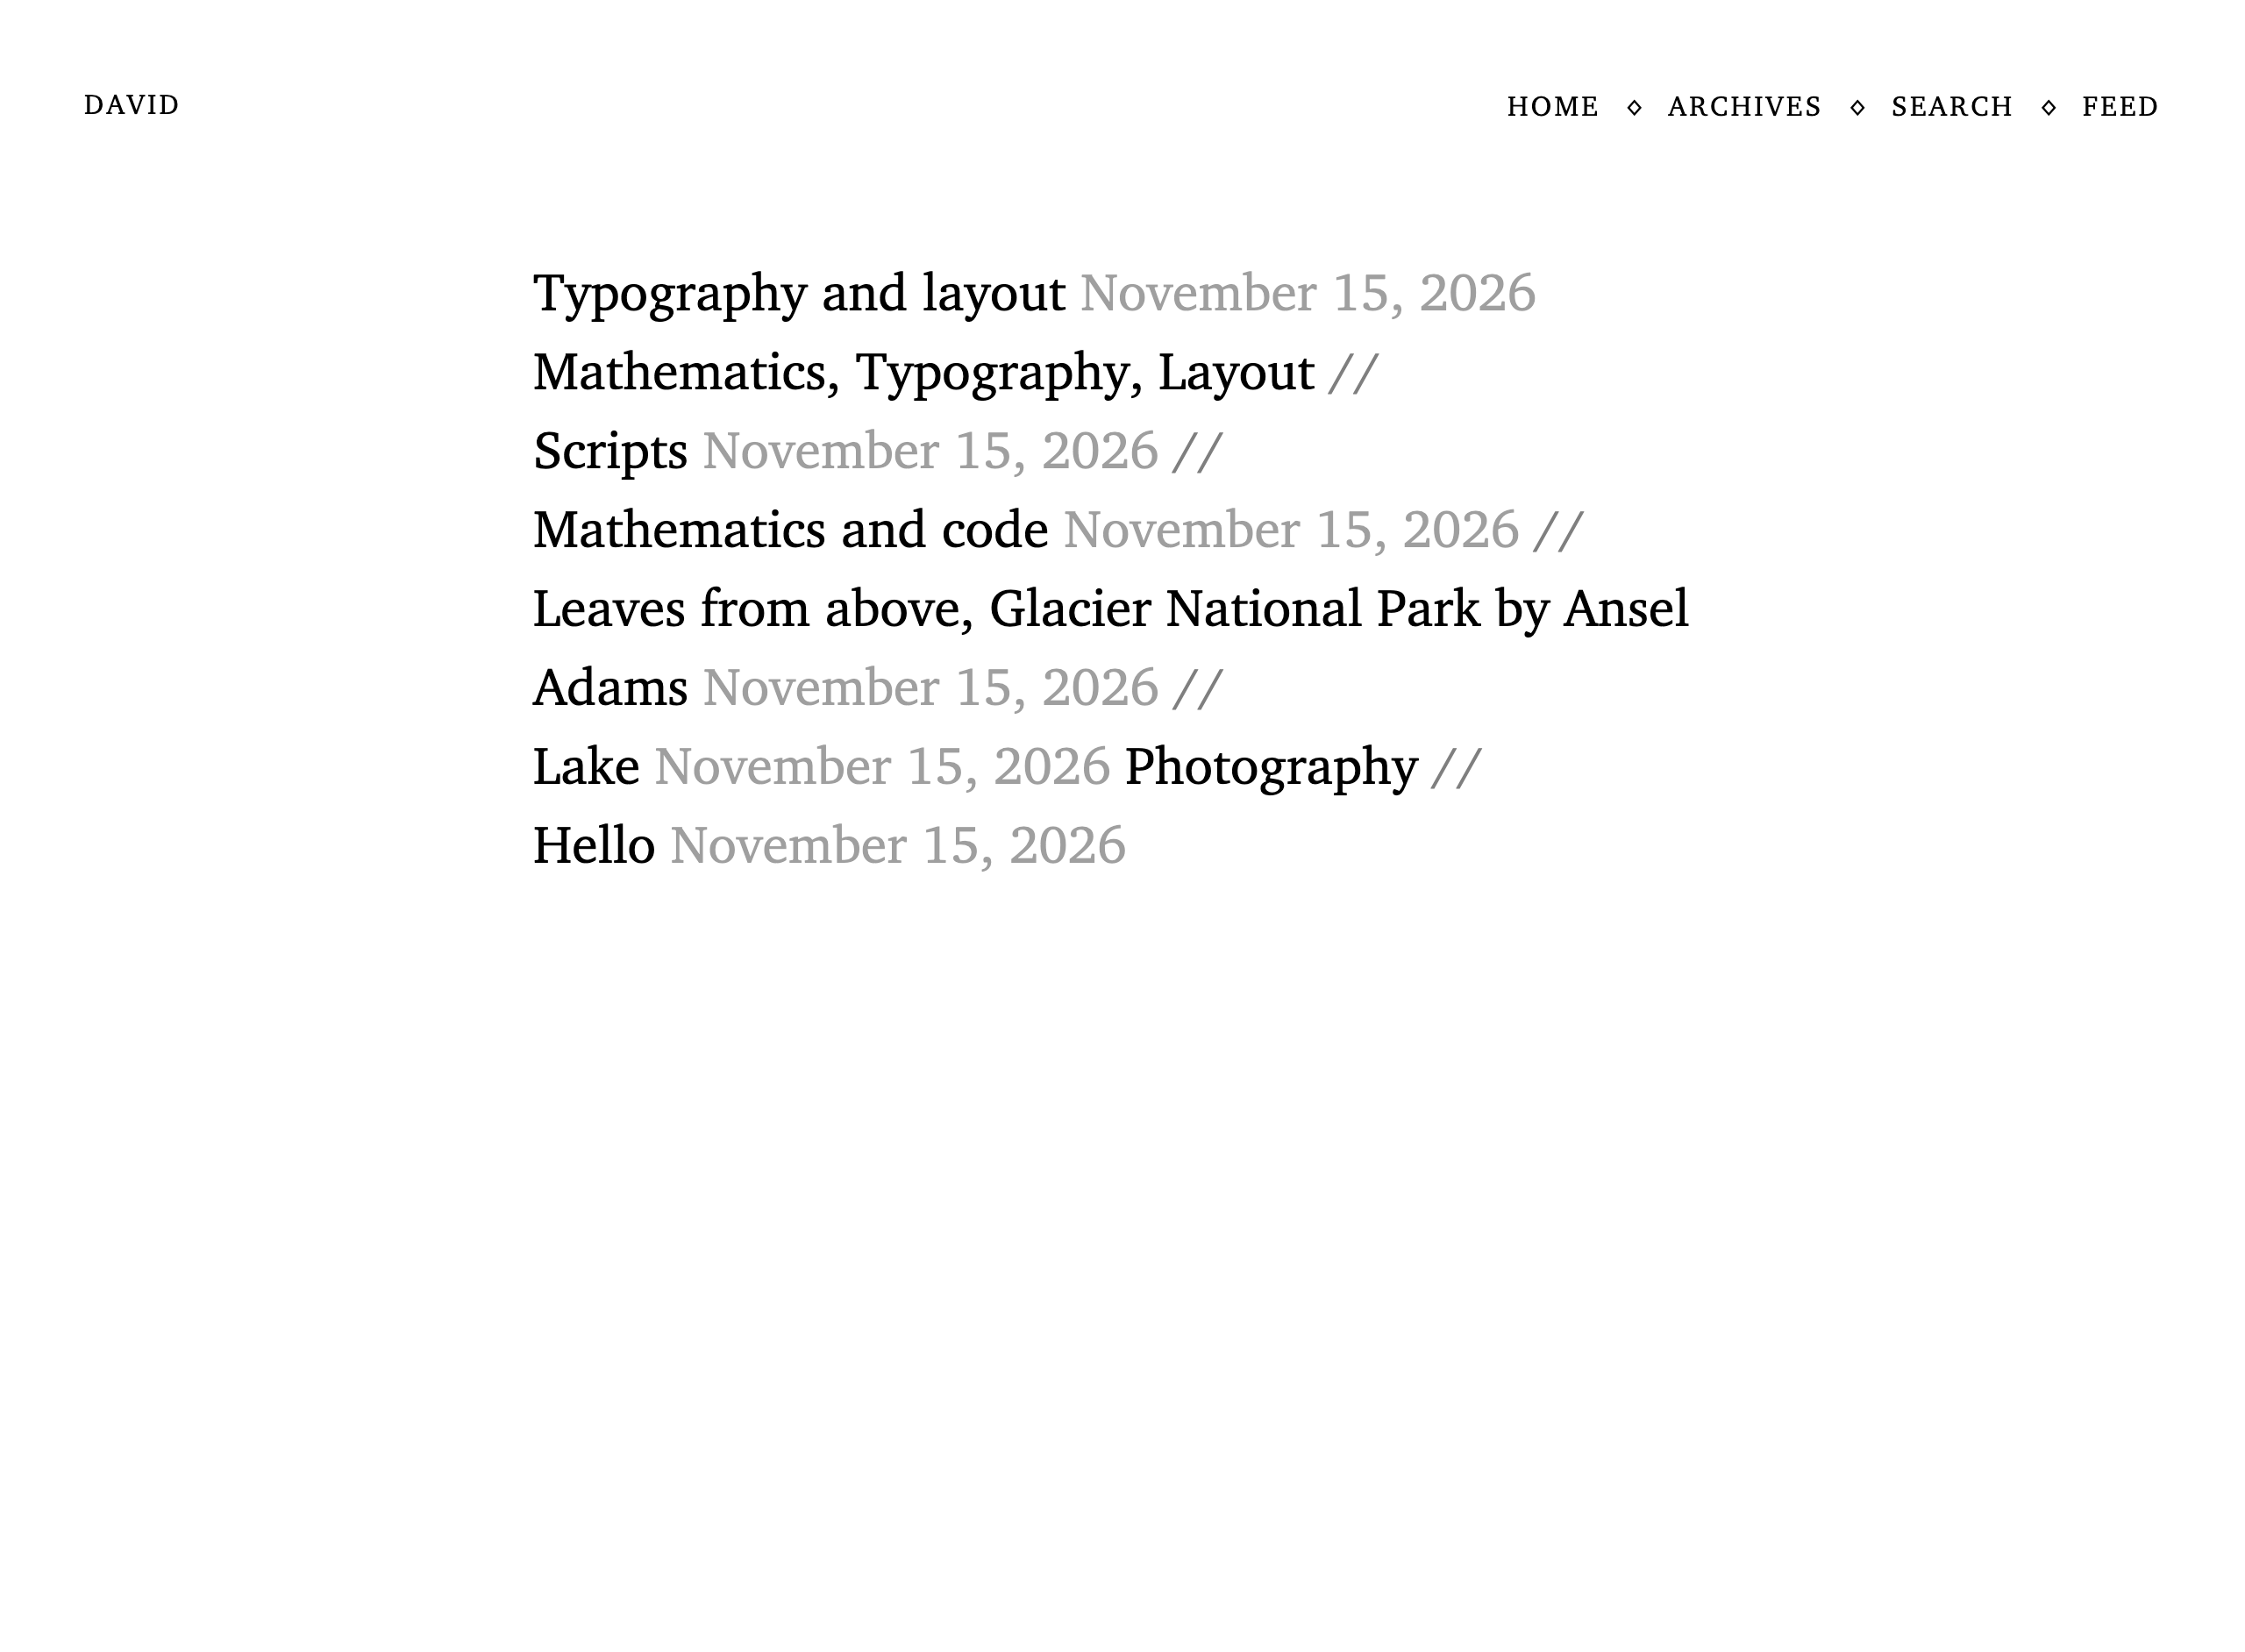 DAVID
HOME ◇ ARCHIVES ◇ SEARCH ◇ FEED
Typography and layout November 15, 2026
Mathematics, Typography, Layout //
Scripts November 15, 2026 //
Mathematics and code November 15, 2026 //
Leaves from above, Glacier National Park by Ansel
Adams November 15, 2026 //
Lake November 15, 2026 Photography //
Hello November 15, 2026